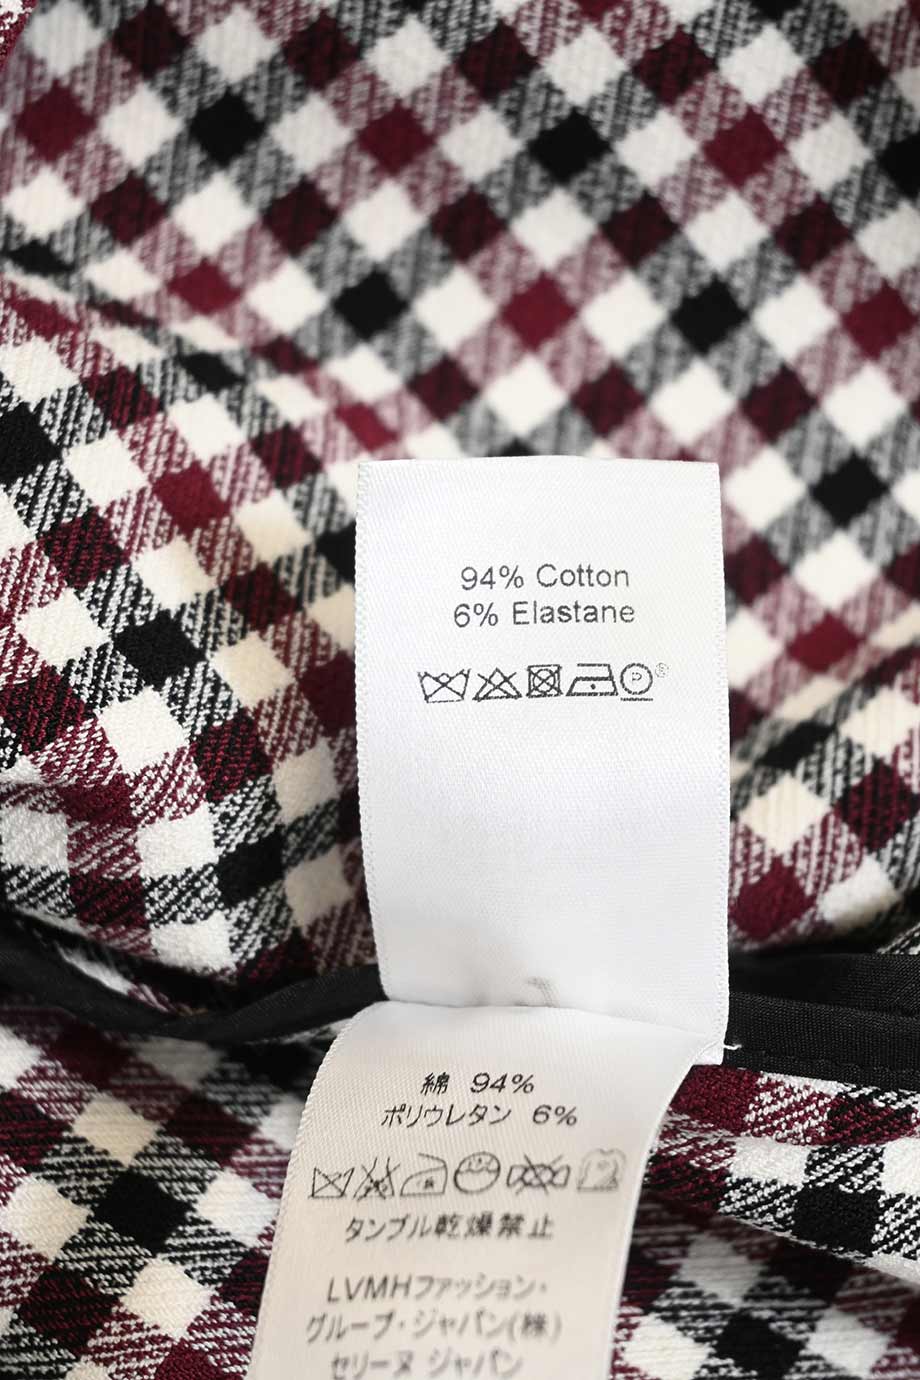 94% Cotton
6% Elastane
P
綿 94%
ポリウレタン 6%
タンブル乾燥禁止
LVMHファッション・
グループ・ジャパン(株)
セリーヌ ジャパン